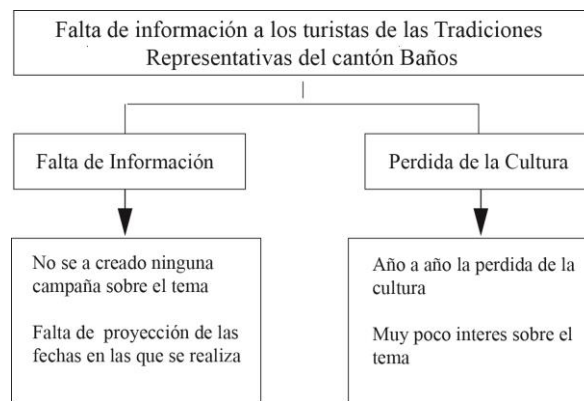 Falta de información a los turistas de las Tradiciones
Representativas del cantón Baños
Falta de Información
Perdida de la Cultura
No se a creado ninguna
campaña sobre el tema
Falta de proyección de las
fechas en las que se realiza
Año a año la perdida de la
cultura
Muy poco interes sobre el
tema